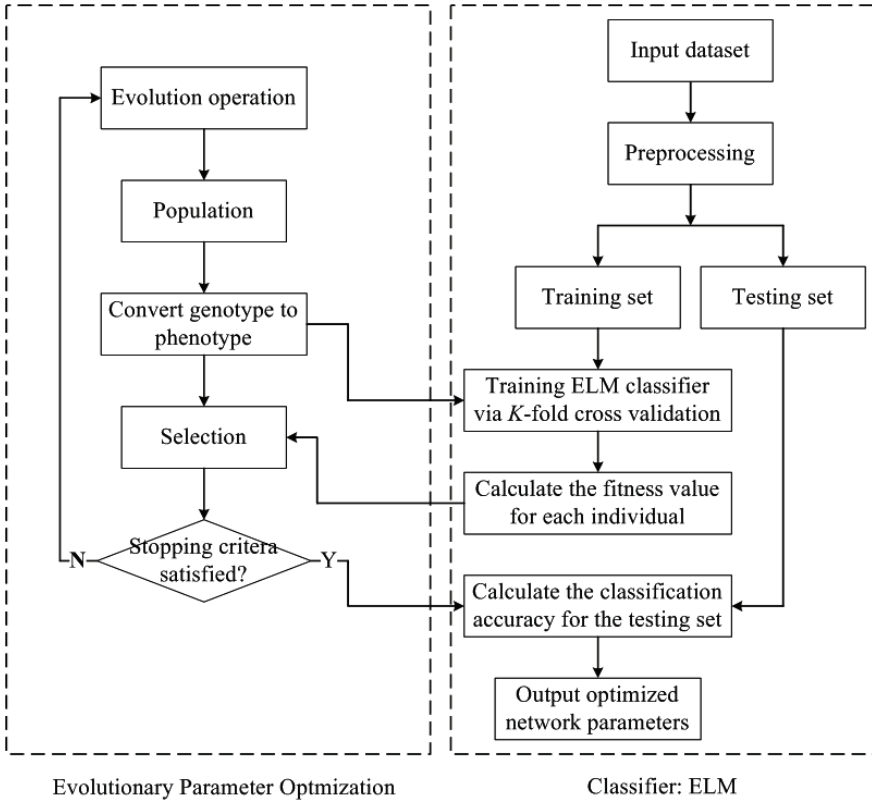 Evolution operation
Population
Convert genotype to
phenotype
Selection
Stopping critera
satisfied?
N
Y
Evolutionary Parameter Optmization
Input dataset
Preprocessing
Training set
Testing set
Training ELM classifier
via K-fold cross validation
Calculate the fitness value
for each individual
Calculate the classification
accuracy for the testing set
Output optimized
network parameters
Classifier: ELM